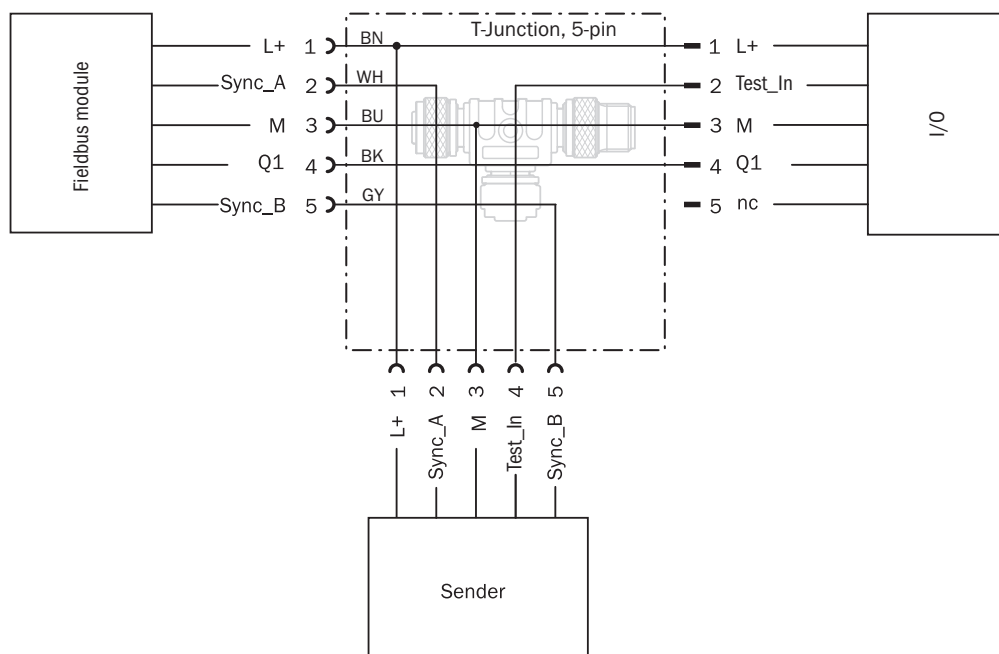 T-Junction, 5-pin
Fieldbus module
L+ 1 BN
Sync_A 2 WH
M 3 BU
Q1 4 BK
Sync_B 5 GY
1 L+
2 Test_In
3 M
4 Q1
5 nc
I/0
1 2 3 4 5
L+ Sync_A M Test_In Sync_B
Sender